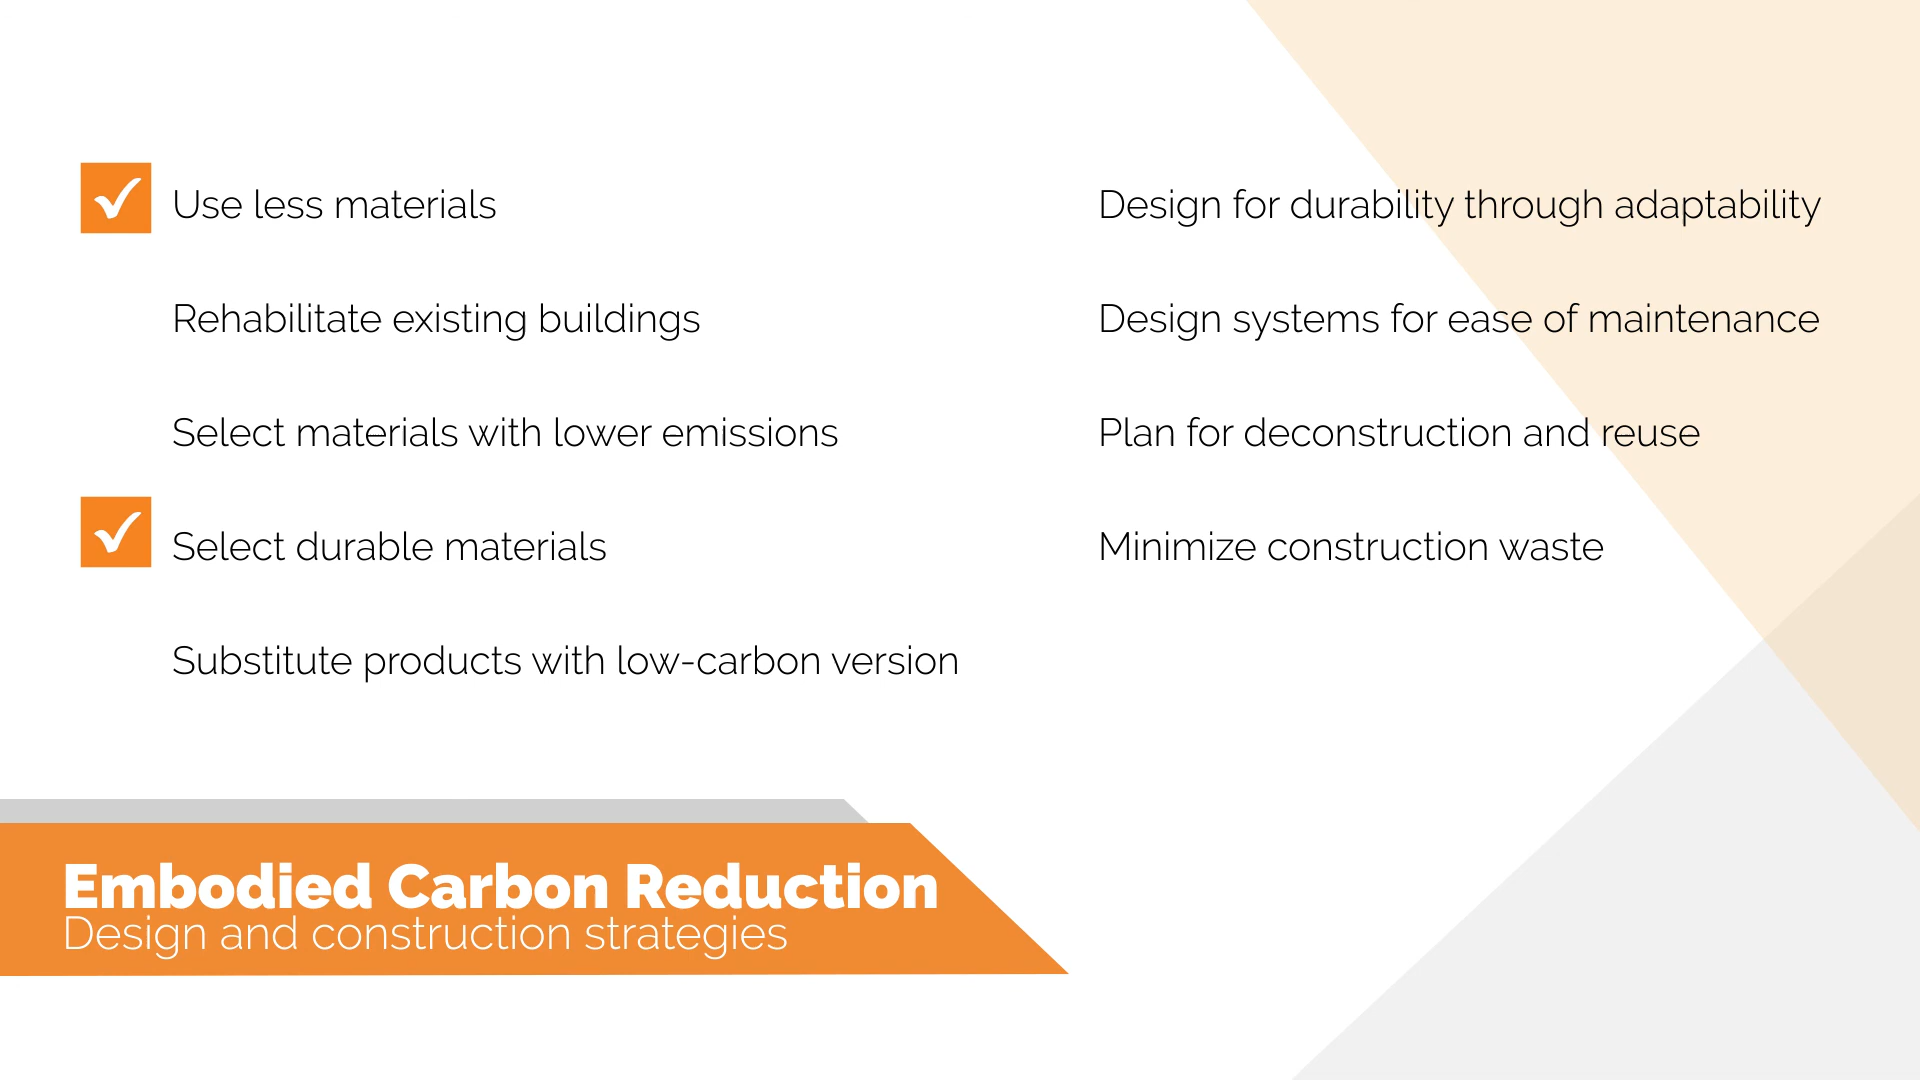 Use less materials
Rehabilitate existing buildings
Select materials with lower emissions
Select durable materials
Substitute products with low-carbon version
Design for durability through adaptability
Design systems for ease of maintenance
Plan for deconstruction and reuse
Minimize construction waste
Embodied Carbon Reduction
Design and construction strategies